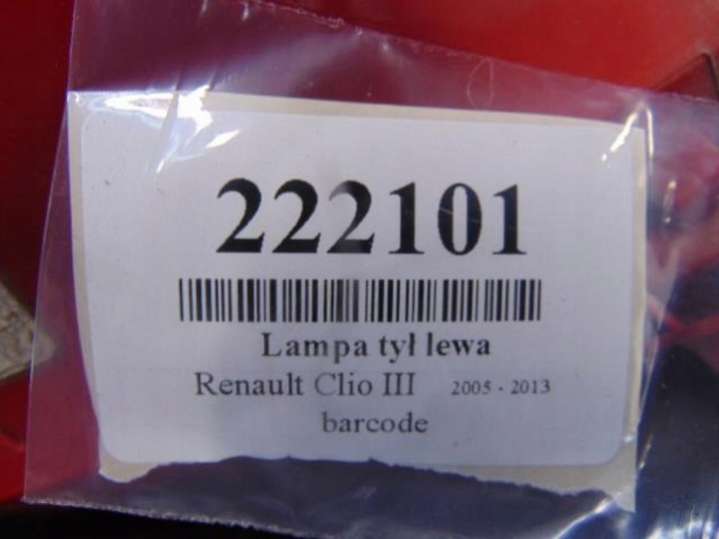 222101
Lampa tył lewa
Renault Clio III 2005 - 2013
barcode